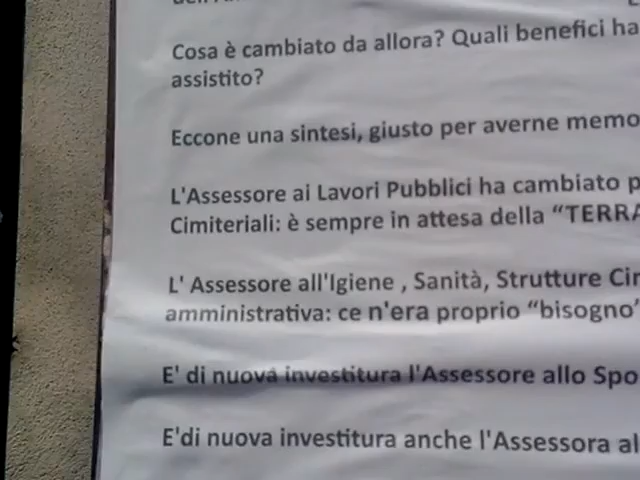 Cosa è cambiato da allora? Quali benefici ha
assistito?
Eccone una sintesi, giusto per averne memo
L'Assessore ai Lavori Pubblici ha cambiato p
Cimiteriali: è sempre in attesa della “TERRA
L' Assessore all'Igiene , Sanità, Strutture Cir
amministrativa: ce n'era proprio “bisogno”
E' di nuova investitura l'Assessore allo Spo
E'di nuova investitura anche l'Assessora al